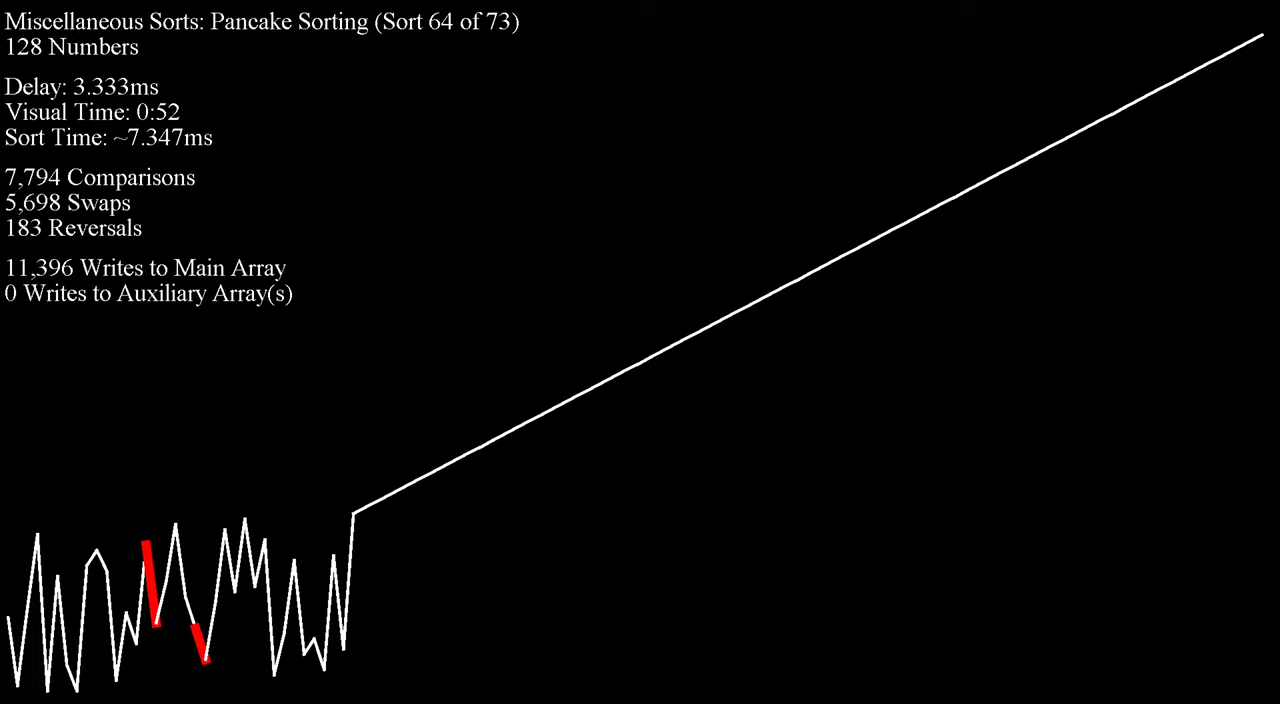 Miscellaneous Sorts: Pancake Sorting (Sort 64 of 73)
128 Numbers
Delay: 3.333ms
Visual Time: 0:52
Sort Time: ~7.347ms
7,794 Comparisons
5,698 Swaps
183 Reversals
11,396 Writes to Main Array
0 Writes to Auxiliary Array(s)